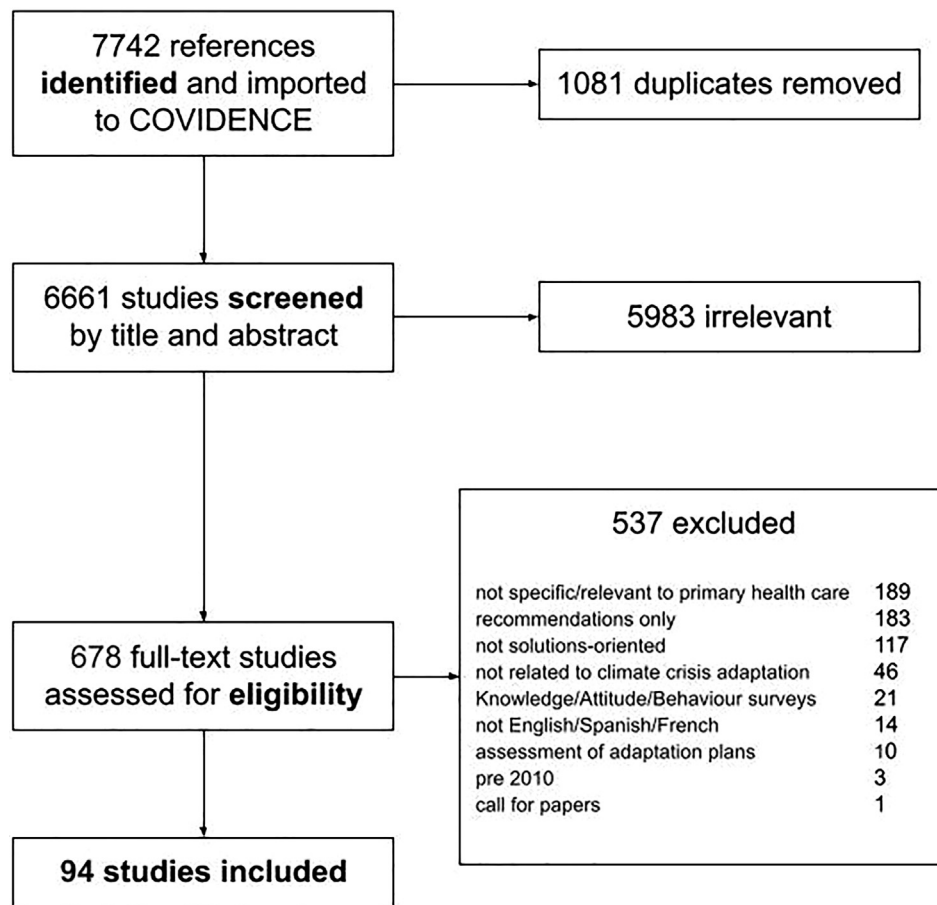 7742 references
identified and imported
to COVIDENCE
1081 duplicates removed
6661 studies screened
by title and abstract
5983 irrelevant
537 excluded
not specific/relevant to primary health care 189
recommendations only 183
not solutions-oriented 117
not related to climate crisis adaptation 46
Knowledge/Attitude/Behaviour surveys 21
not English/Spanish/French 14
assessment of adaptation plans 10
pre 2010 3
call for papers 1
678 full-text studies
assessed for eligibility
94 studies included